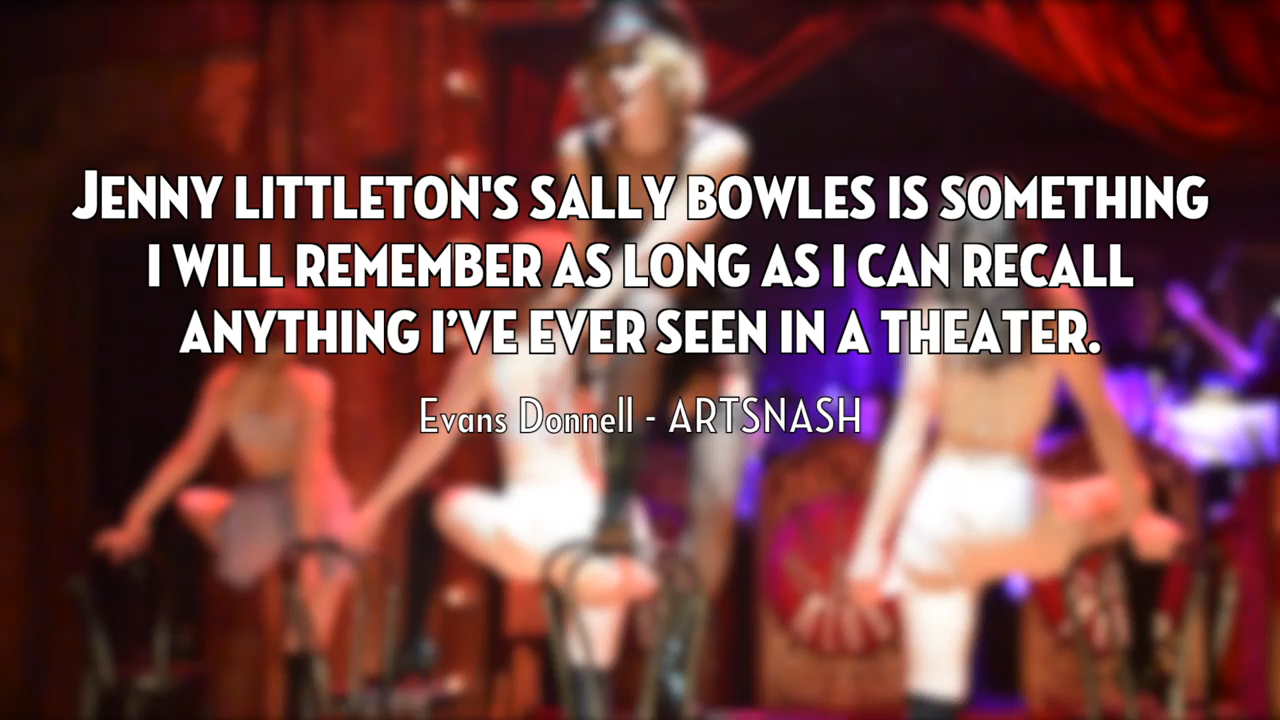 JENNY LITTLETON'S SALLY BOWLES IS SOMETHING
I WILL REMEMBER AS LONG AS I CAN RECALL
ANYTHING I’VE EVER SEEN IN A THEATER.
Evans Donnell - ARTSNASH